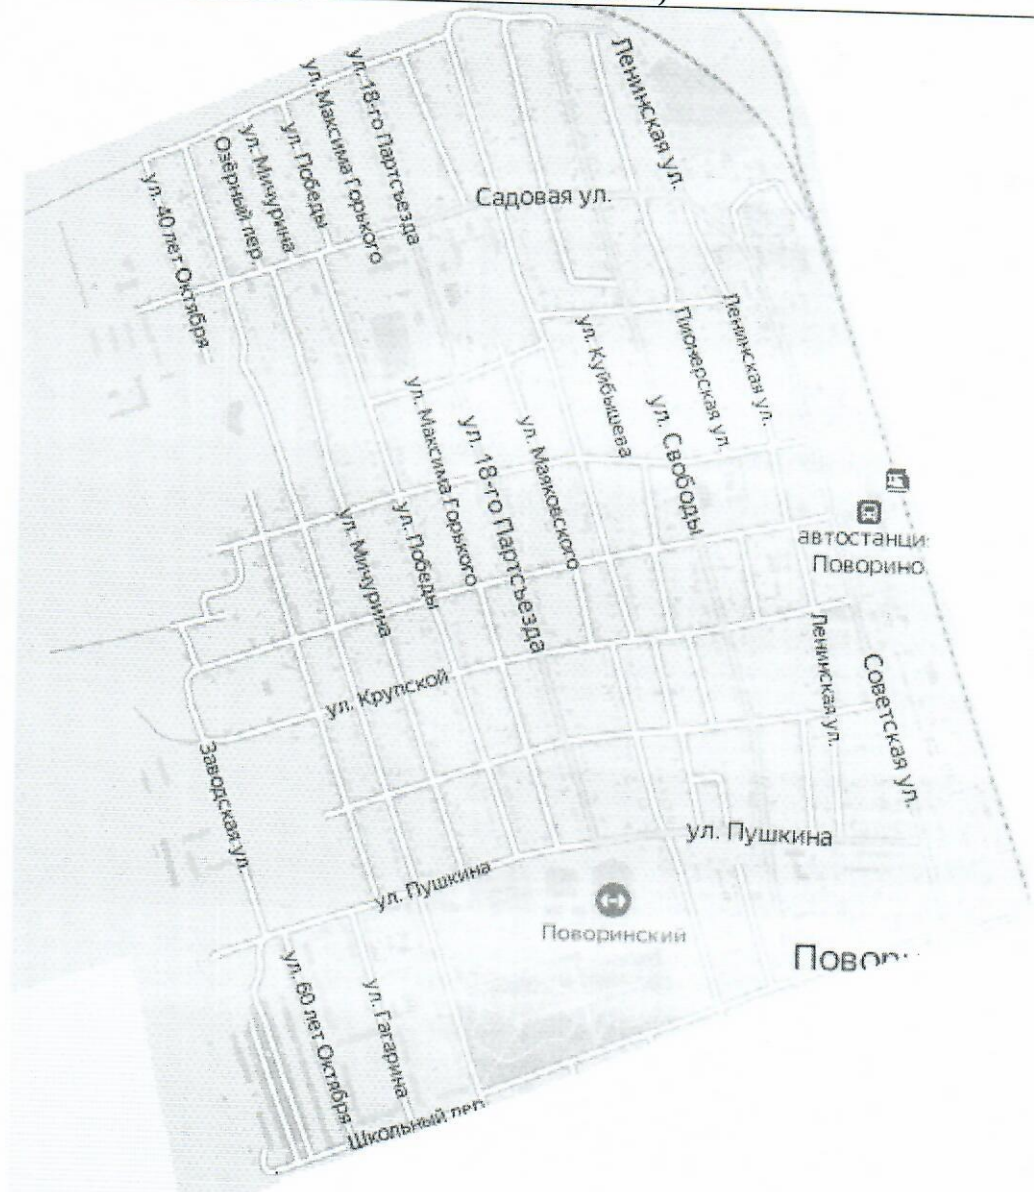 Ленинская ул.
ул. 18-го Партсъезда
ул. Максима Горького
ул. Победы
ул. Мичурина
Озёрный пер.
ул. 40 лет Октября
Садовая ул.
Ленинская ул.
Пионерская ул.
ул. Куйбышева
ул. Свободы
ул. Маяковского
ул. 18-го Партсъезда
ул. Максима Горького
ул. Победы
ул. Мичурина
автостанци
Поворино
Ленинская ул.
Советская ул.
ул. Крупской
Заводская ул.
ул. Пушкина
ул. Пушкина
Поворинский
Повор
ул. 60 лет Октября
ул. Гагарина
Школьный пер